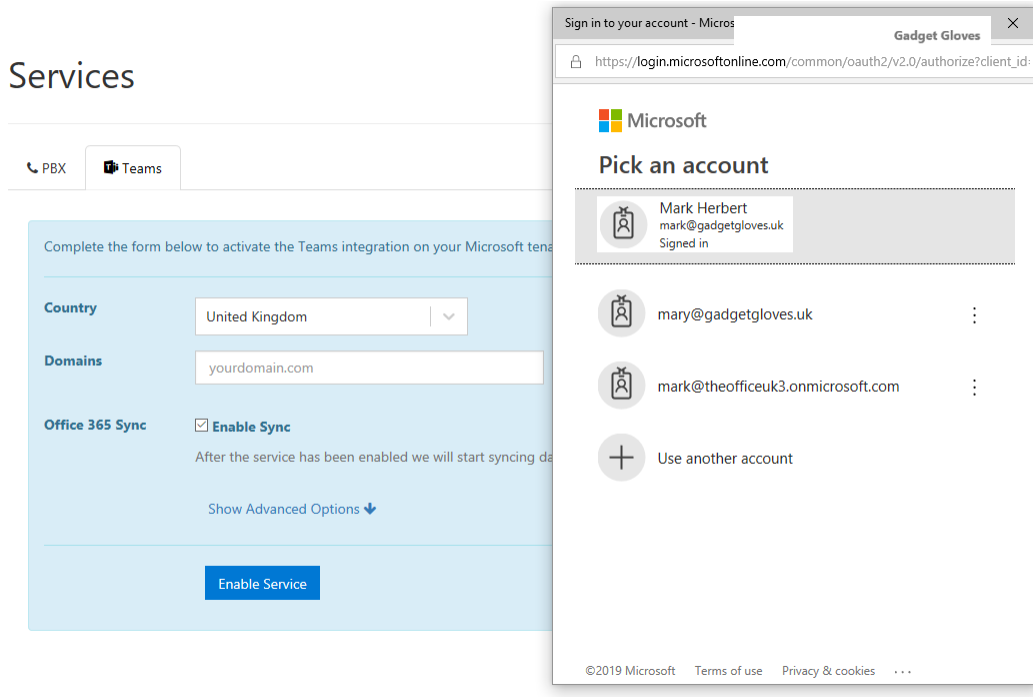 Services
PBX
Teams
Complete the form below to activate the Teams integration on your Microsoft
Country
United Kingdom
Domains
yourdomain.com
Office 365 Sync
Enable Sync
After the service has been enabled we will start syncing
Show Advanced Options
Enable Service
Sign in to your account -
Gadget Gloves
https://login.microsoftonline.com/common/oauth2/v2.0/authorize?client_id
Microsoft
Pick an account
Mark Herbert
mark@gadgetgloves.uk
Signed in
mary@gadgetgloves.uk
mark@theofficeuk3.onmicrosoft.com
Use another account
©2019 Microsoft Terms of use Privacy & cookies ...